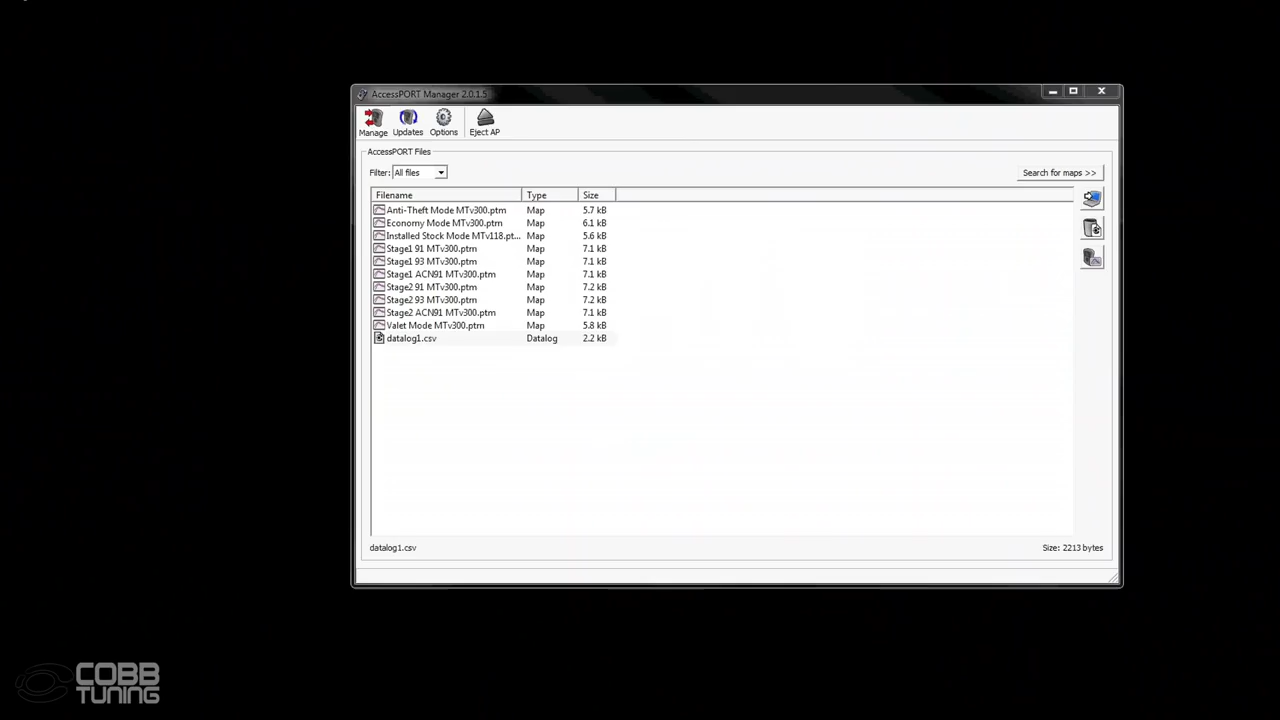 AccessPORT Manager 2.0.1.5
Manage Updates Options Eject AP
AccessPORT Files
Filter: All files Search for maps >>
Filename Type Size
Anti-Theft Mode MTv300.ptm Map 5.7 kB
Economy Mode MTv300.ptm Map 6.1 kB
Installed Stock Mode MTv118.pt... Map 5.6 kB
Stage1 91 MTv300.ptm Map 7.1 kB
Stage1 93 MTv300.ptm Map 7.1 kB
Stage1 ACN91 MTv300.ptm Map 7.1 kB
Stage2 91 MTv300.ptm Map 7.2 kB
Stage2 93 MTv300.ptm Map 7.2 kB
Stage2 ACN91 MTv300.ptm Map 7.1 kB
Valet Mode MTv300.ptm Map 5.8 kB
datalog1.csv Datalog 2.2 kB
datalog1.csv Size: 2213 bytes
COBB
TUNING